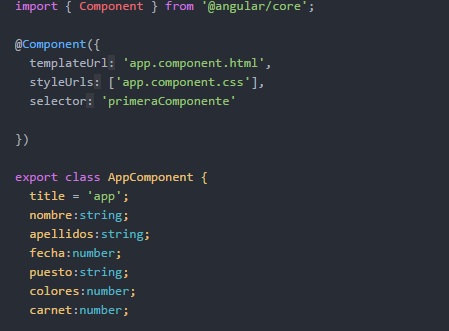 import { Component } from '@angular/core';
@Component({
templateUrl: 'app.component.html',
styleUrls: ['app.component.css'],
selector: 'primeraComponente'
})
export class AppComponent {
title = 'app';
nombre:string;
apellidos:string;
fecha:number;
puesto:string;
colores:number;
carnet:number;